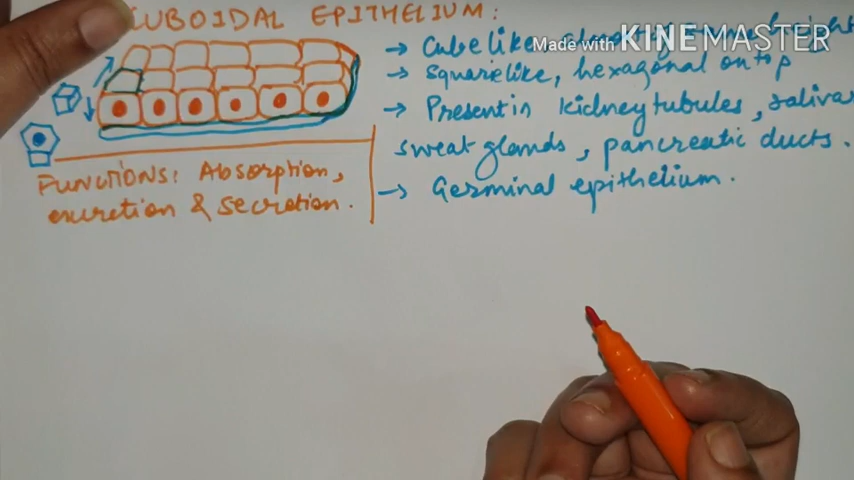 CUBOIDAL EPITHELIUM:
→ Cube like,
Made with KINEMASTER
→ squarelike, hexagonal on top
→ Present in kidney tubules, salivar
sweat glands, pancreatic ducts.
→ Germinal epithelium.
FUNCTIONS: Absorption,
excretion & secretion.